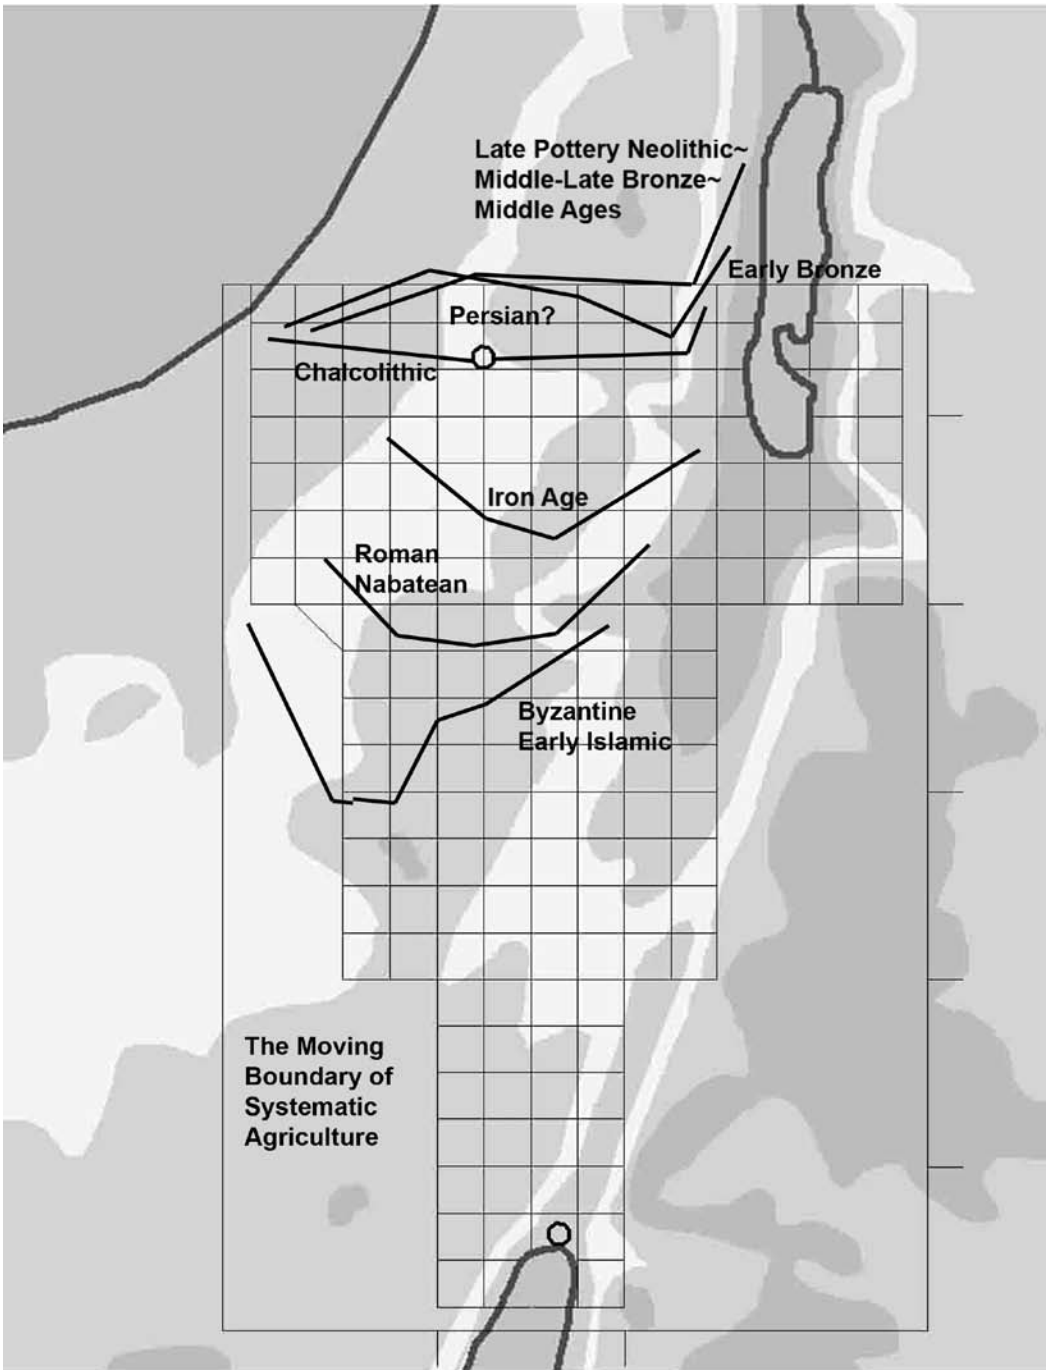 Late Pottery Neolithic~
Middle-Late Bronze~
Middle Ages
Early Bronze
Persian?
Chalcolithic
Iron Age
Roman
Nabatean
Byzantine
Early Islamic
The Moving
Boundary of
Systematic
Agriculture